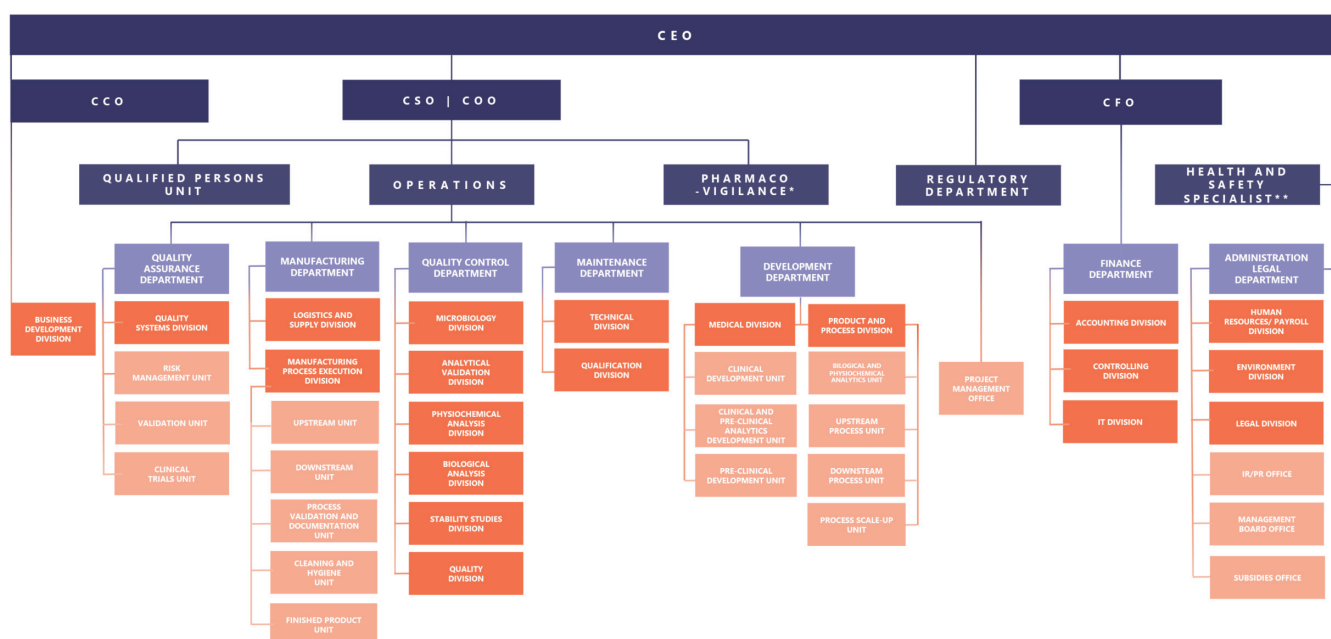 CEO
CCO
CSO | COO
CFO
QUALIFIED PERSONS
UNIT
OPERATIONS
PHARMACO
-VIGILANCE*
REGULATORY
DEPARTMENT
HEALTH AND
SAFETY
SPECIALIST**
QUALITY
ASSURANCE
DEPARTMENT
MANUFACTURING
DEPARTMENT
QUALITY CONTROL
DEPARTMENT
MAINTENANCE
DEPARTMENT
DEVELOPMENT
DEPARTMENT
FINANCE
DEPARTMENT
ADMINISTRATION
LEGAL
DEPARTMENT
BUSINESS
DEVELOPMENT
DIVISION
QUALITY
SYSTEMS DIVISION
RISK
MANAGEMENT UNIT
VALIDATION UNIT
CLINICAL
TRIALS UNIT
LOGISTICS AND
SUPPLY DIVISION
MANUFACTURING
PROCESS EXECUTION
DIVISION
UPSTREAM UNIT
DOWNSTREAM
UNIT
PROCESS
VALIDATION AND
DOCUMENTATION
UNIT
CLEANING AND
HYGIENE
UNIT
FINISHED PRODUCT
UNIT
MICROBIOLOGY
DIVISION
ANALYTICAL
VALIDATION
DIVISION
PHYSIOCHEMICAL
ANALYSIS
DIVISION
BIOLOGICAL
ANALYSIS
DIVISION
STABILITY STUDIES
DIVISION
QUALITY
DIVISION
TECHNICAL
DIVISION
QUALIFICATION
DIVISION
MEDICAL DIVISION
CLINICAL
DEVELOPMENT UNIT
CLINICAL AND
PRE-CLINICAL
ANALYTICS
DEVELOPMENT UNIT
PRE-CLINICAL
DEVELOPMENT UNIT
PRODUCT AND
PROCESS DIVISION
BILOGICAL AND
PHYSIOCHEMICAL
ANALYTICS UNIT
UPSTREAM
PROCESS UNIT
DOWNSTEAM
PROCESS UNIT
PROCESS SCALE-UP
UNIT
PROJECT
MANAGEMENT
OFFICE
ACCOUNTING DIVISION
CONTROLLING
DIVISION
IT DIVISION
HUMAN
RESOURCES/ PAYROLL
DIVISION
ENVIRONMENT
DIVISION
LEGAL DIVISION
IR/PR OFFICE
MANAGEMENT
BOARD OFFICE
SUBSIDIES OFFICE